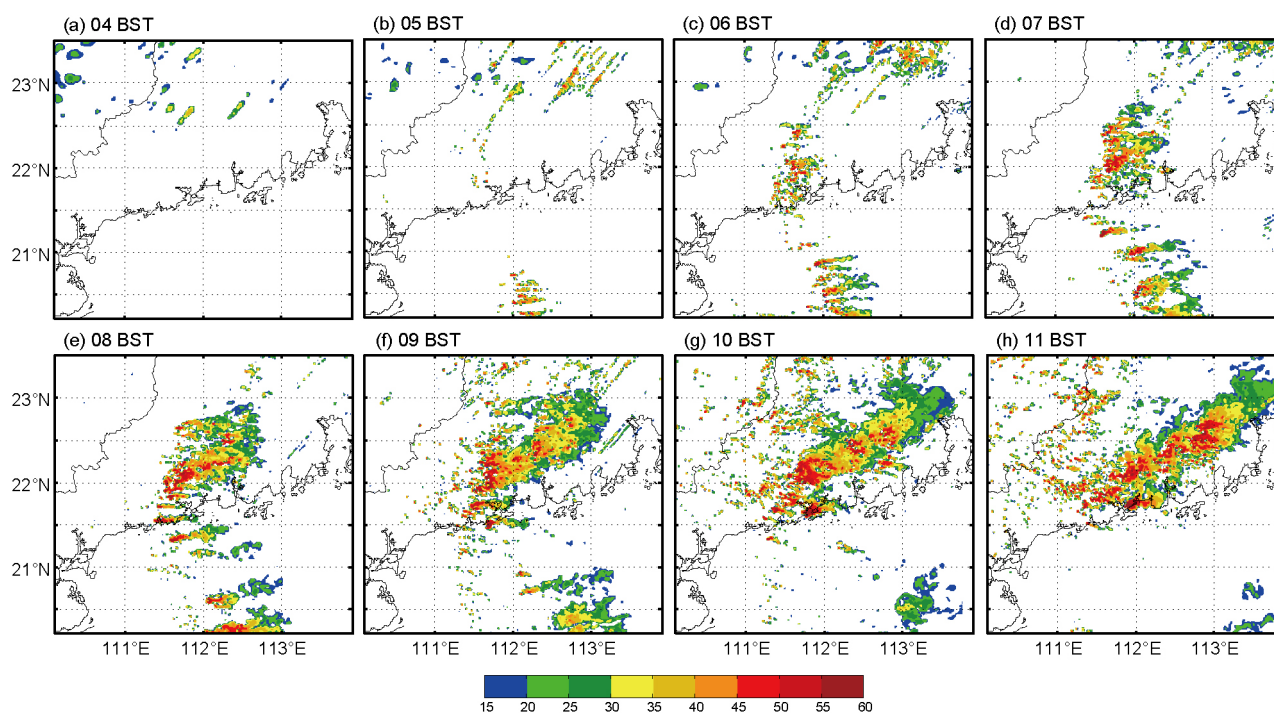 (a) 04 BST
(b) 05 BST
(c) 06 BST
(d) 07 BST
23°N
22°N
21°N
(e) 08 BST
(f) 09 BST
(g) 10 BST
(h) 11 BST
23°N
22°N
21°N
111°E 112°E 113°E 111°E 112°E 113°E 111°E 112°E 113°E 111°E 112°E 113°E
15 20 25 30 35 40 45 50 55 60